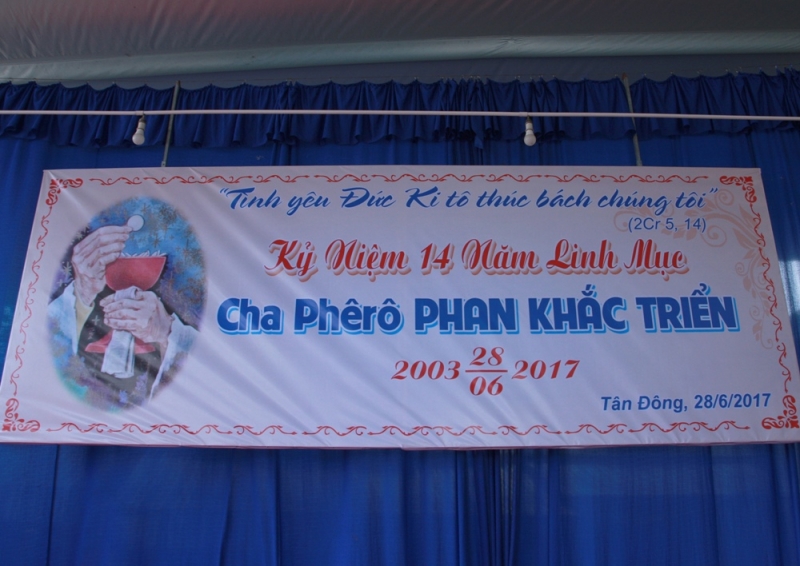 “Tình yêu Đức Ki tô thúc bách chúng tôi”
(2Cr 5, 14)
Kỷ Niệm 14 Năm Linh Mục
Cha Phêrô PHAN KHẮC TRIỂN
2003 28/06 2017
Tân Đông, 28/6/2017